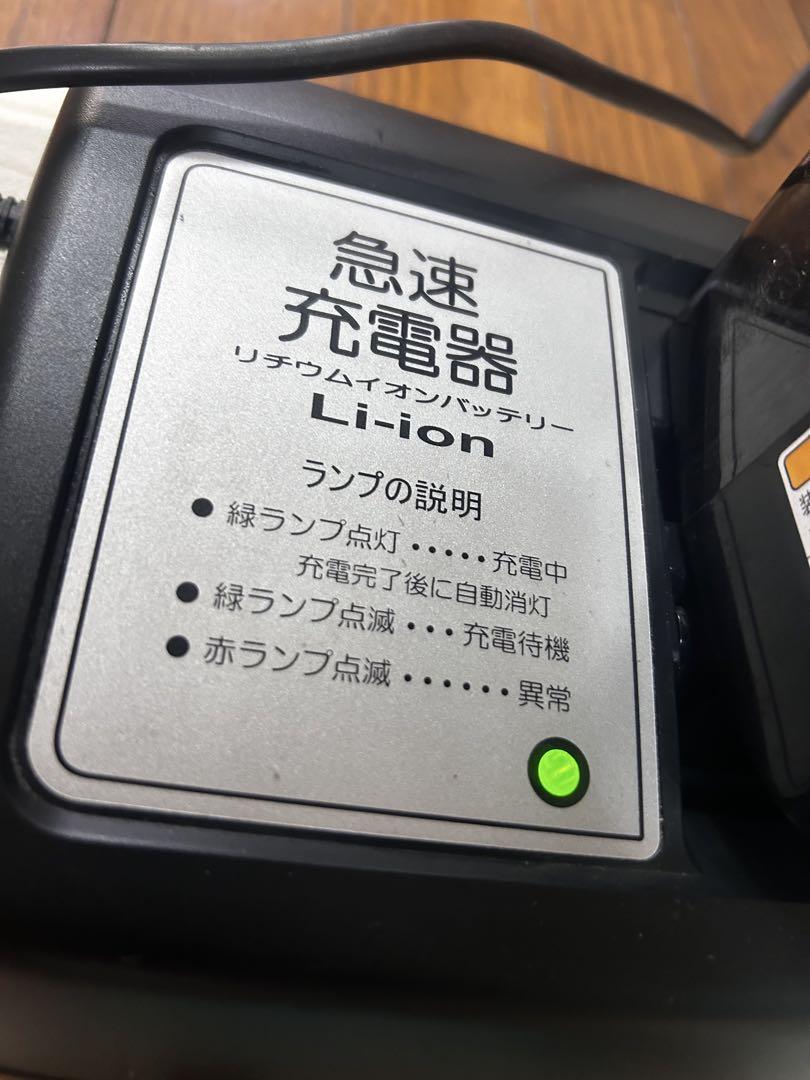 急速
充電器
リチウムイオンバッテリー
Li-ion
ランプの説明
● 緑ランプ点灯 ・・・・・ 充電中
充電完了後に自動消灯
● 緑ランプ点滅 ・・・ 充電待機
● 赤ランプ点滅 ・・・・・・ 異常